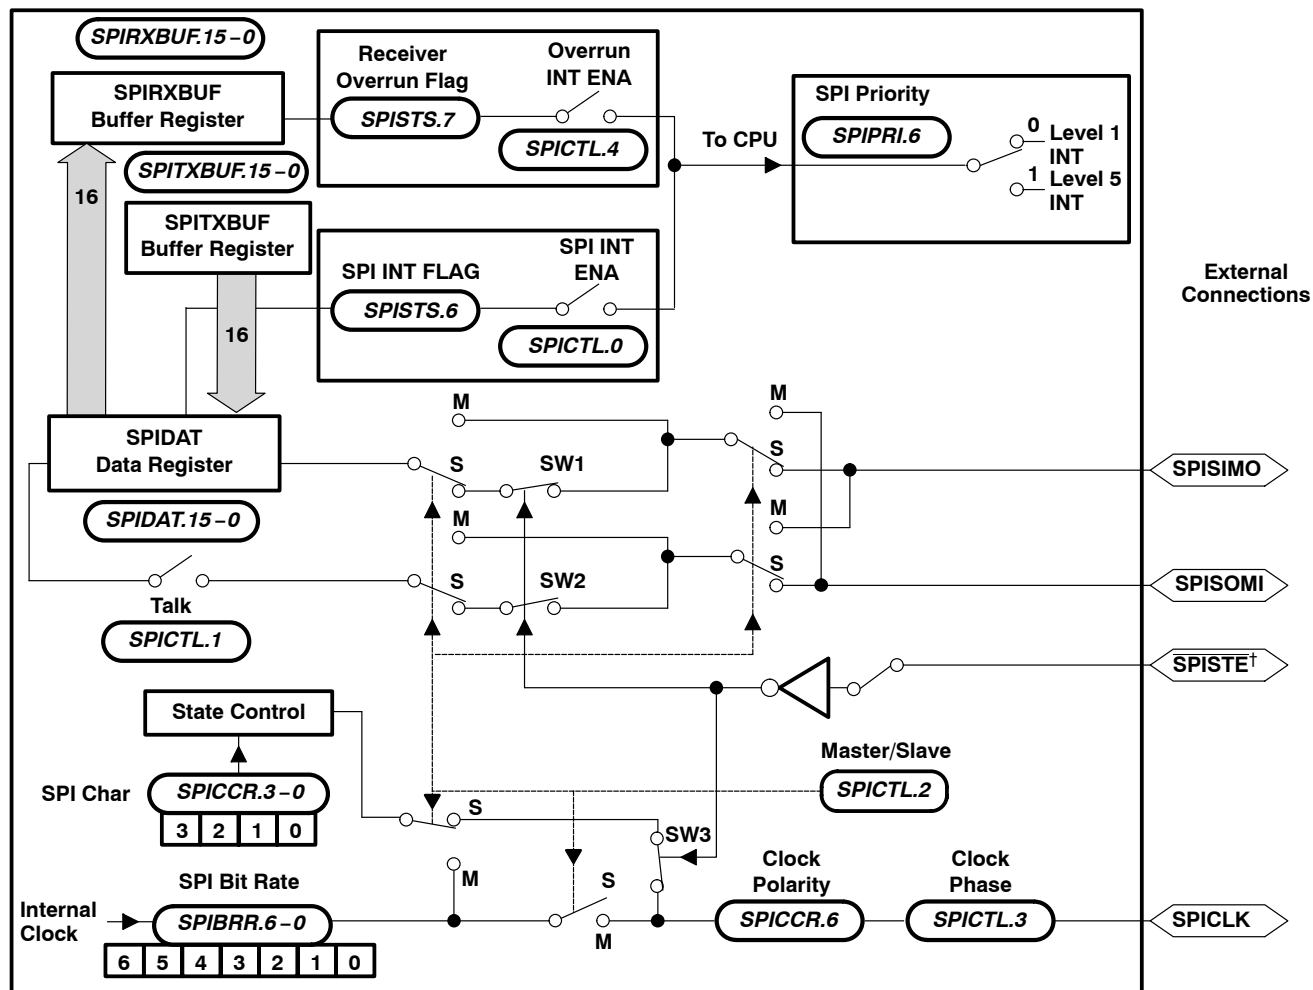 SPIRXBUF.15–0
SPIRXBUF
Buffer Register
16
SPITXBUF.15–0
SPITXBUF
Buffer Register
16
Receiver
Overrun Flag
SPISTS.7
Overrun
INT ENA
SPICTL.4
To CPU
SPI Priority
SPIPRI.6
0
Level 1
INT
1
Level 5
INT
SPI INT FLAG
SPISTS.6
SPI INT
ENA
SPICTL.0
External
Connections
SPIDAT
Data Register
SPIDAT.15–0
M
S
SW1
M
S
SPISIMO
M
S
SW2
M
S
SPISOMI
Talk
SPICTL.1
SPISTE†
State Control
SPI Char
SPICCR.3–0
3 2 1 0
Master/Slave
SPICTL.2
S
SW3
M
SPI Bit Rate
Internal
Clock
SPIBRR.6–0
6 5 4 3 2 1 0
S
M
Clock
Polarity
SPICCR.6
Clock
Phase
SPICTL.3
SPICLK